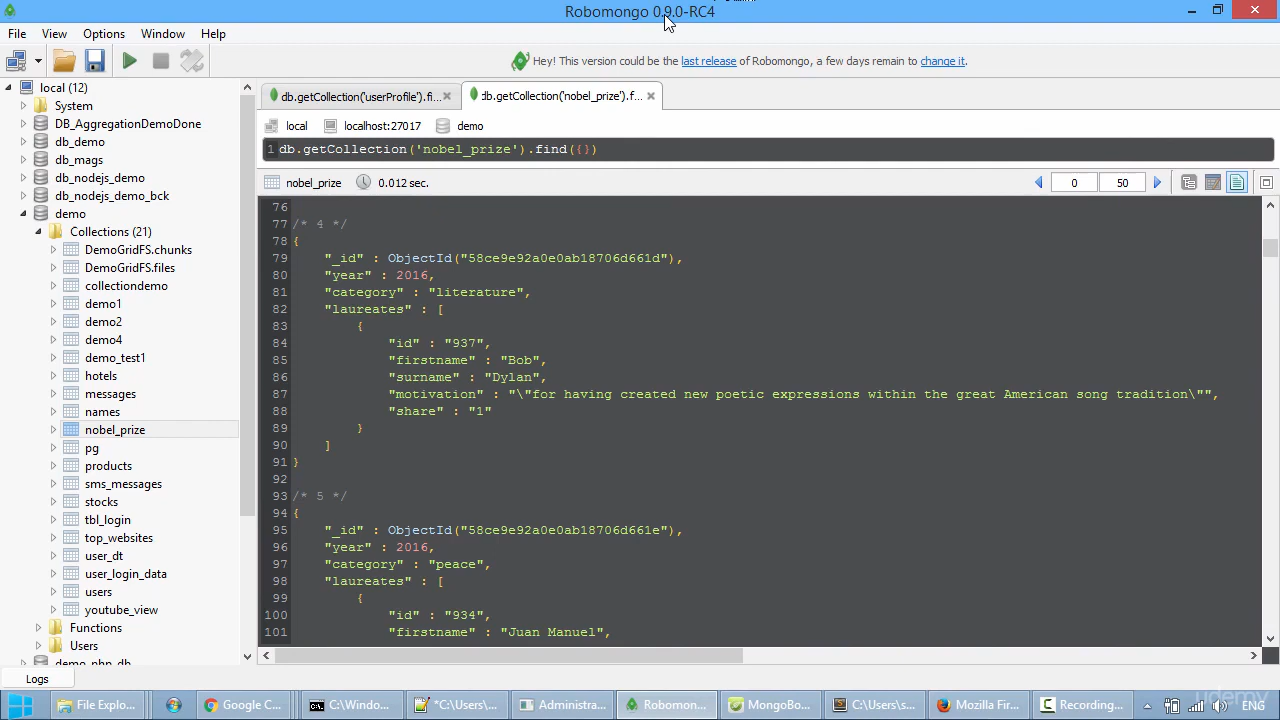 Robomongo 0.9.0-RC4
File View Options Window Help
Hey! This version could be the last release of Robomongo, a few days remain to change it.
local (12)
System
DB_AggregationDemoDone
db_demo
db_mags
db_nodejs_demo
db_nodejs_demo_bck
demo
Collections (21)
DemoGridFS.chunks
DemoGridFS.files
collectiondemo
demo1
demo2
demo4
demo_test1
hotels
messages
names
nobel_prize
pg
products
sms_messages
stocks
tbl_login
top_websites
user_dt
user_login_data
users
youtube_view
Functions
Users
demo_php_db
db.getCollection('userProfile').fi... db.getCollection('nobel_prize').f...
local localhost:27017 demo
1 db.getCollection('nobel_prize').find({})
nobel_prize 0.012 sec. 0 50
76
77 /* 4 */
78 {
79 "_id" : ObjectId("58ce9e92a0e0ab18706d661d"),
80 "year" : 2016,
81 "category" : "literature",
82 "laureates" : [
83 {
84 "id" : "937",
85 "firstname" : "Bob",
86 "surname" : "Dylan",
87 "motivation" : "\"for having created new poetic expressions within the great American song tradition\"",
88 "share" : "1"
89 }
90 ]
91 }
92
93 /* 5 */
94 {
95 "_id" : ObjectId("58ce9e92a0e0ab18706d661e"),
96 "year" : 2016,
97 "category" : "peace",
98 "laureates" : [
99 {
100 "id" : "934",
101 "firstname" : "Juan Manuel",
Logs
File Explo... Google C... C:\Windo... *C:\Users\... Administra... Robomon... MongoBo... C:\Users\s... Mozilla Fir... Recording... ENG
udemy